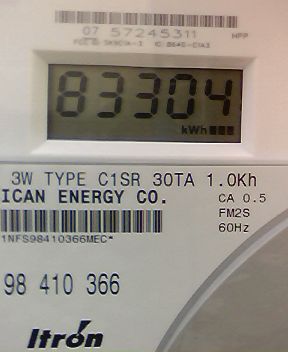 07 57245311 HPP
83304
kWh
3W TYPE C1SR 30TA 1.0Kh
ICAN ENERGY CO. CA 0.5
FM2S
60Hz
1NFS98410366MEC*
98 410 366
Itron